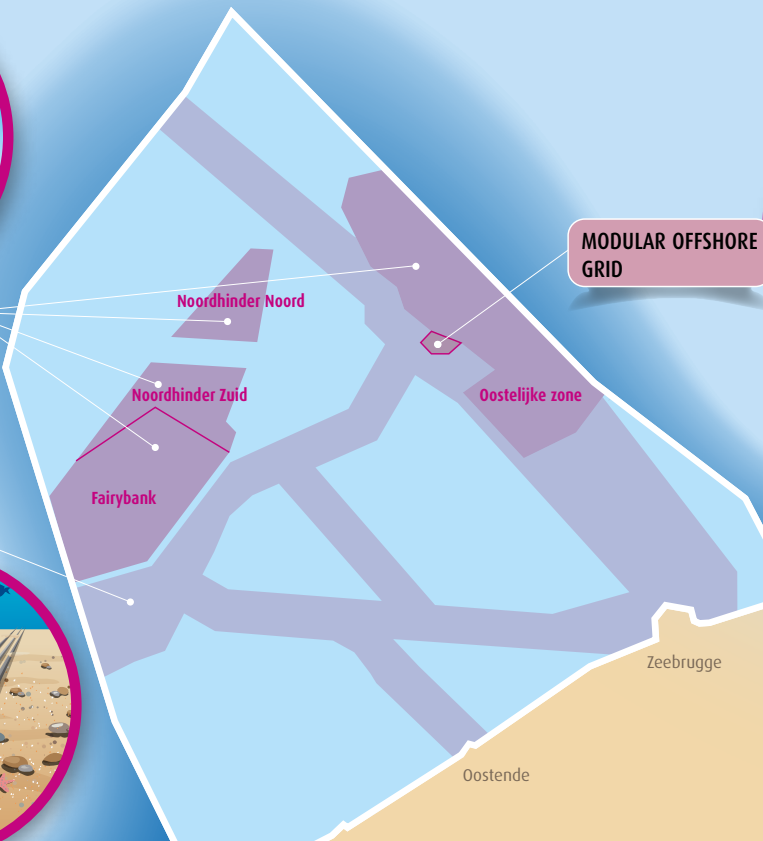 MODULAR OFFSHORE
GRID
Noordhinder Noord
Noordhinder Zuid
Oostelijke zone
Fairybank
Zeebrugge
Oostende